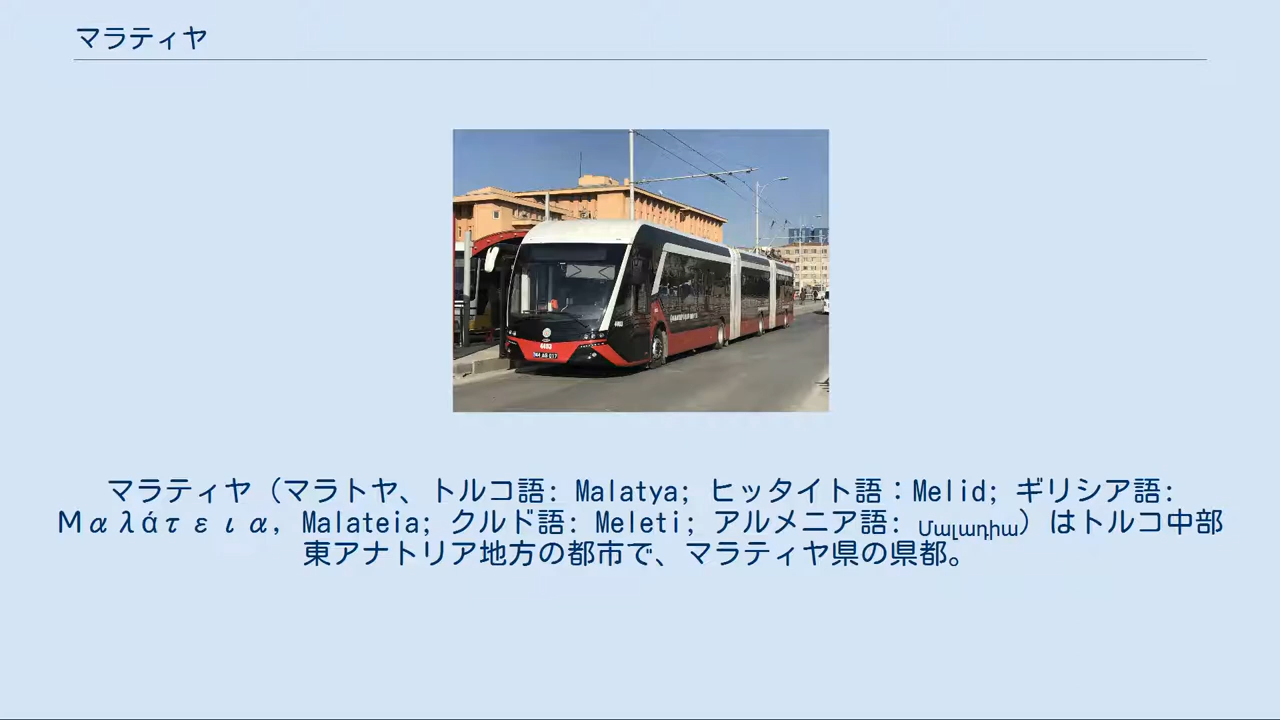 マラティヤ
4403
マラティヤ（マラトヤ、トルコ語: Malatya; ヒッタイト語：Melid; ギリシア語:
Μαλάτεια, Malateia; クルド語: Meletî; アルメニア語: Մալադիա）はトルコ中部
東アナトリア地方の都市で、マラティヤ県の県都。